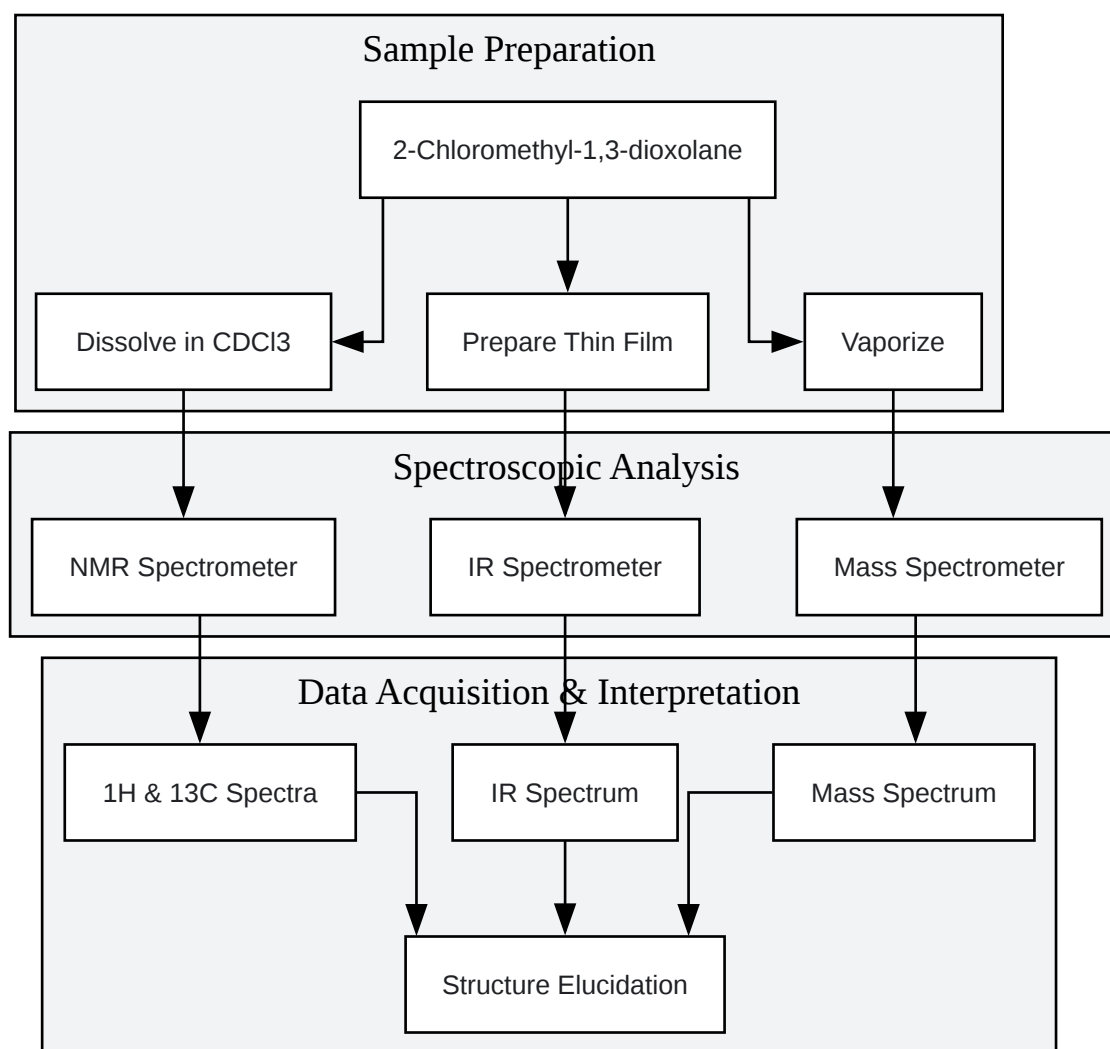 Sample Preparation
2-Chloromethyl-1,3-dioxolane
Dissolve in CDCl3
Prepare Thin Film
Vaporize
Spectroscopic Analysis
NMR Spectrometer
IR Spectrometer
Mass Spectrometer
Data Acquisition & Interpretation
1H & 13C Spectra
IR Spectrum
Mass Spectrum
Structure Elucidation